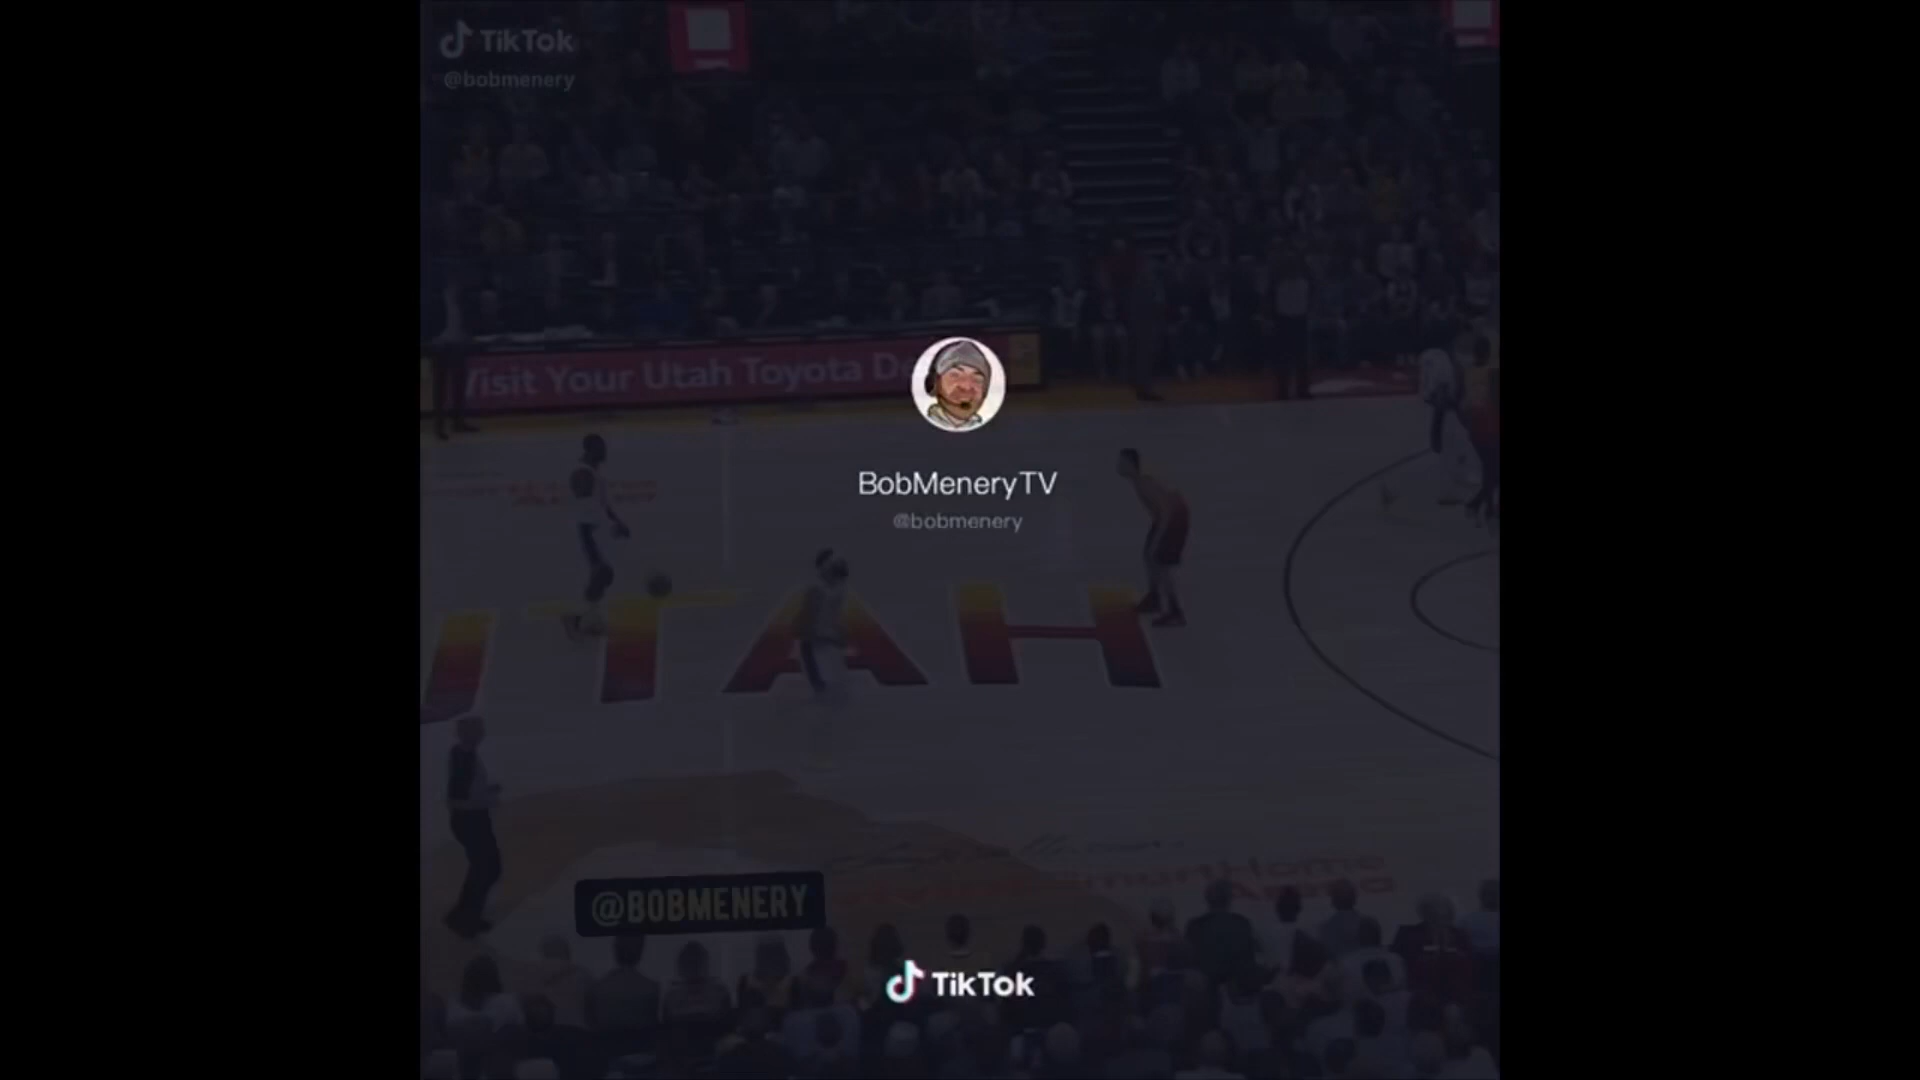 TikTok
@bobmenery
Visit Your Utah Toyota De
BobMeneryTV
@bobmenery
UTAH
@BOBMENERY
TikTok